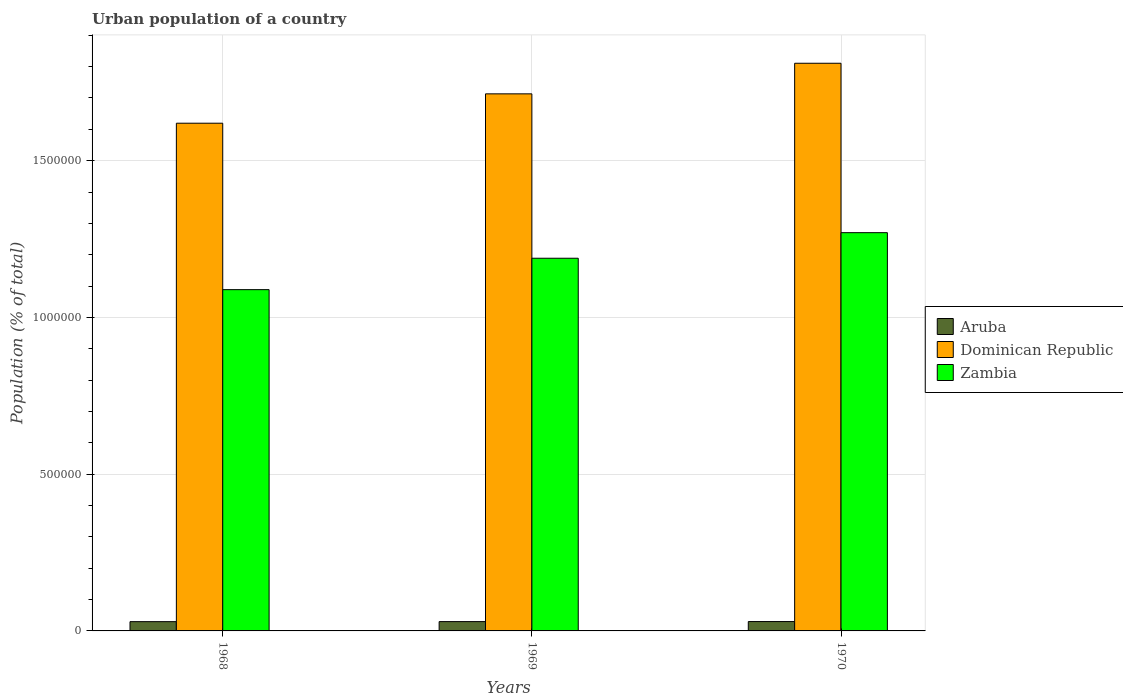 Urban population of a country
Population (% of total)
0
500000
1000000
1500000
1968
1969
1970
Years
Aruba
Dominican Republic
Zambia